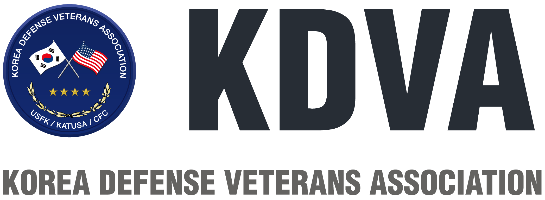 KOREA DEFENSE VETERANS ASSOCIATION
USFK / KATUSA / CFC
KDVA
KOREA DEFENSE VETERANS ASSOCIATION